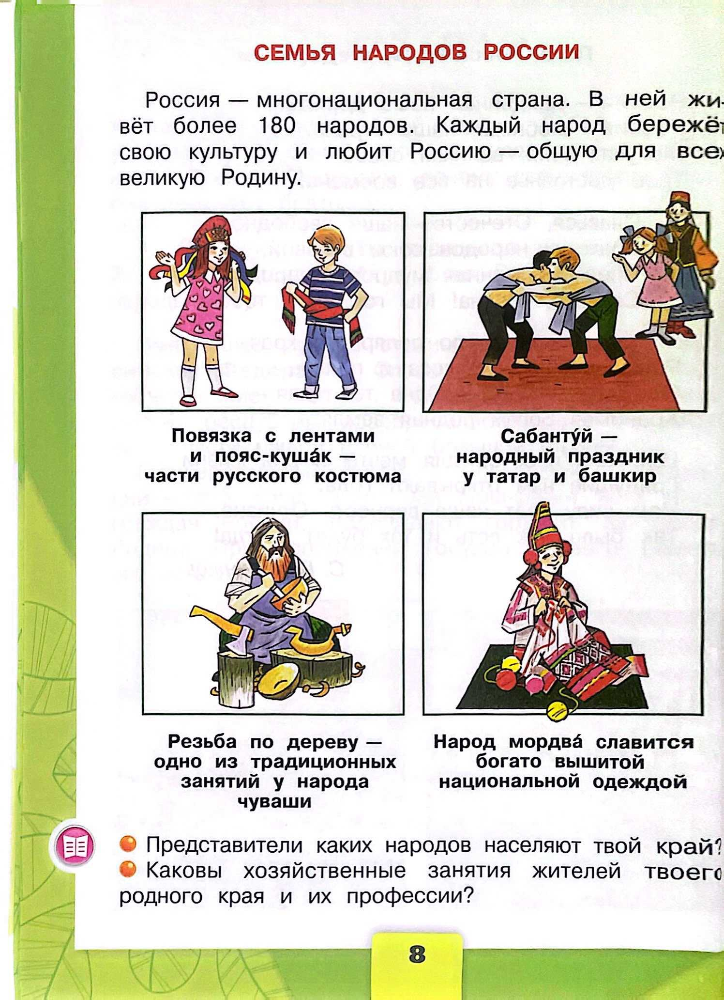 СЕМЬЯ НАРОДОВ РОССИИ
Россия — многонациональная страна. В ней жи-
вёт более 180 народов. Каждый народ бережёт
свою культуру и любит Россию — общую для всех
великую Родину.
Повязка с лентами
и пояс-куша́к —
части русского костюма
Сабанту́й —
народный праздник
у татар и башкир
Резьба по дереву —
одно из традиционных
занятий у народа
чуваши
Народ мордва́ славится
богато вышитой
национальной одеждой
Представители каких народов населяют твой край?
Каковы хозяйственные занятия жителей твоего
родного края и их профессии?
8